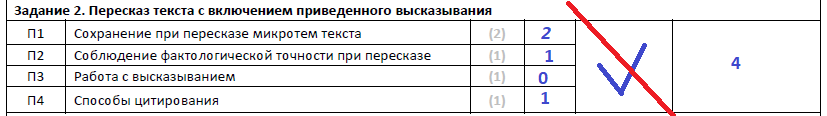 Задание 2. Пересказ текста с включением приведенного высказывания
П1 Сохранение при пересказе микротем текста (2) 2
П2 Соблюдение фактологической точности при пересказе (1) 1
4
П3 Работа с высказыванием (1) 0
П4 Способы цитирования (1) 1